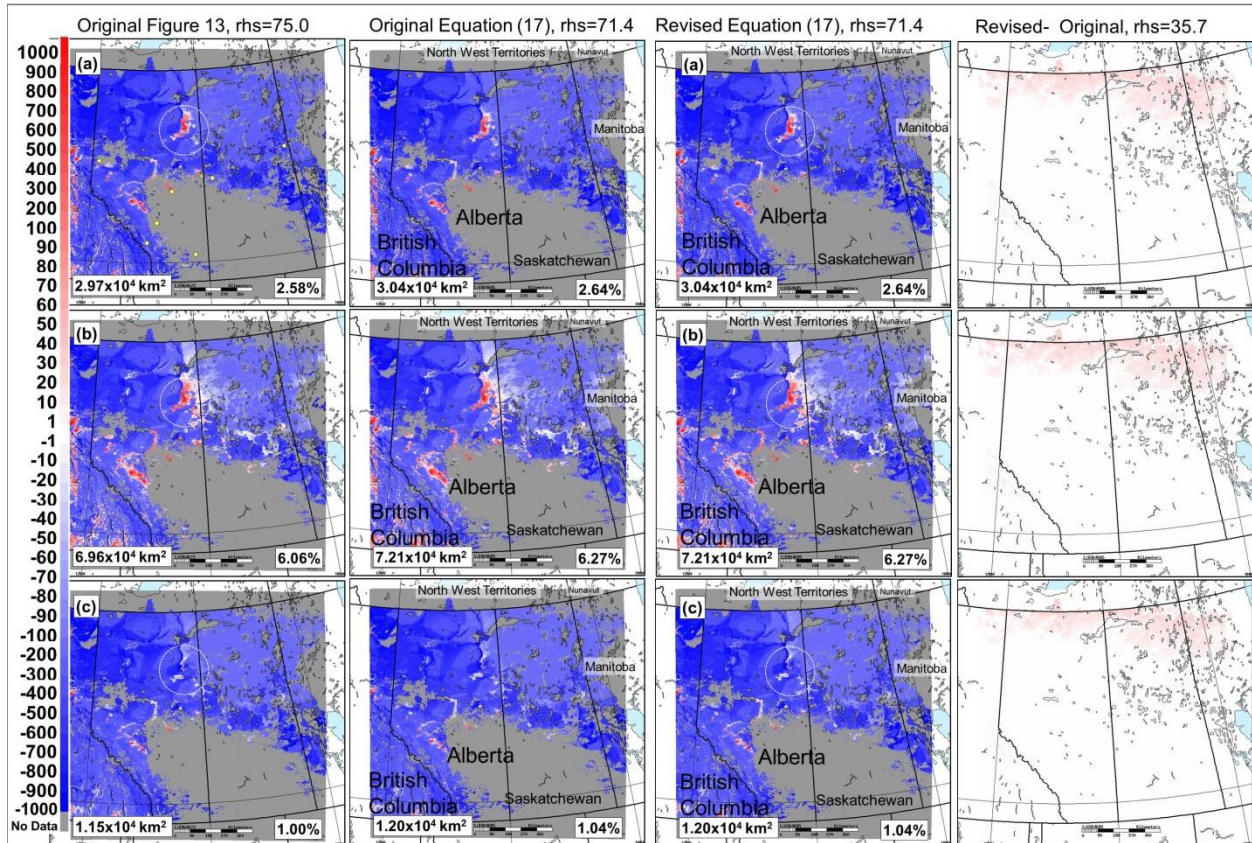 Original Figure 13, rhs=75.0
Original Equation (17), rhs=71.4
Revised Equation (17), rhs=71.4
Revised- Original, rhs=35.7
1000
900
800
700
600
500
400
300
200
100
90
80
70
60
50
40
30
20
10
1
-1
-10
-20
-30
-40
-50
-60
-70
-80
-90
-100
-200
-300
-400
-500
-600
-700
-800
-900
-1000
No Data
(a)
2.97x10⁴ km²
2.58%
North West Territories
Nunavut
Manitoba
Alberta
British
Columbia
Saskatchewan
3.04x10⁴ km²
2.64%
(a)
North West Territories
Nunavut
Manitoba
Alberta
British
Columbia
Saskatchewan
3.04x10⁴ km²
2.64%
(b)
6.96x10⁴ km²
6.06%
North West Territories
Nunavut
Manitoba
Alberta
British
Columbia
Saskatchewan
7.21x10⁴ km²
6.27%
(b)
North West Territories
Nunavut
Manitoba
Alberta
British
Columbia
Saskatchewan
7.21x10⁴ km²
6.27%
(c)
1.15x10⁴ km²
1.00%
North West Territories
Nunavut
Manitoba
Alberta
British
Columbia
Saskatchewan
1.20x10⁴ km²
1.04%
(c)
North West Territories
Nunavut
Manitoba
Alberta
British
Columbia
Saskatchewan
1.20x10⁴ km²
1.04%